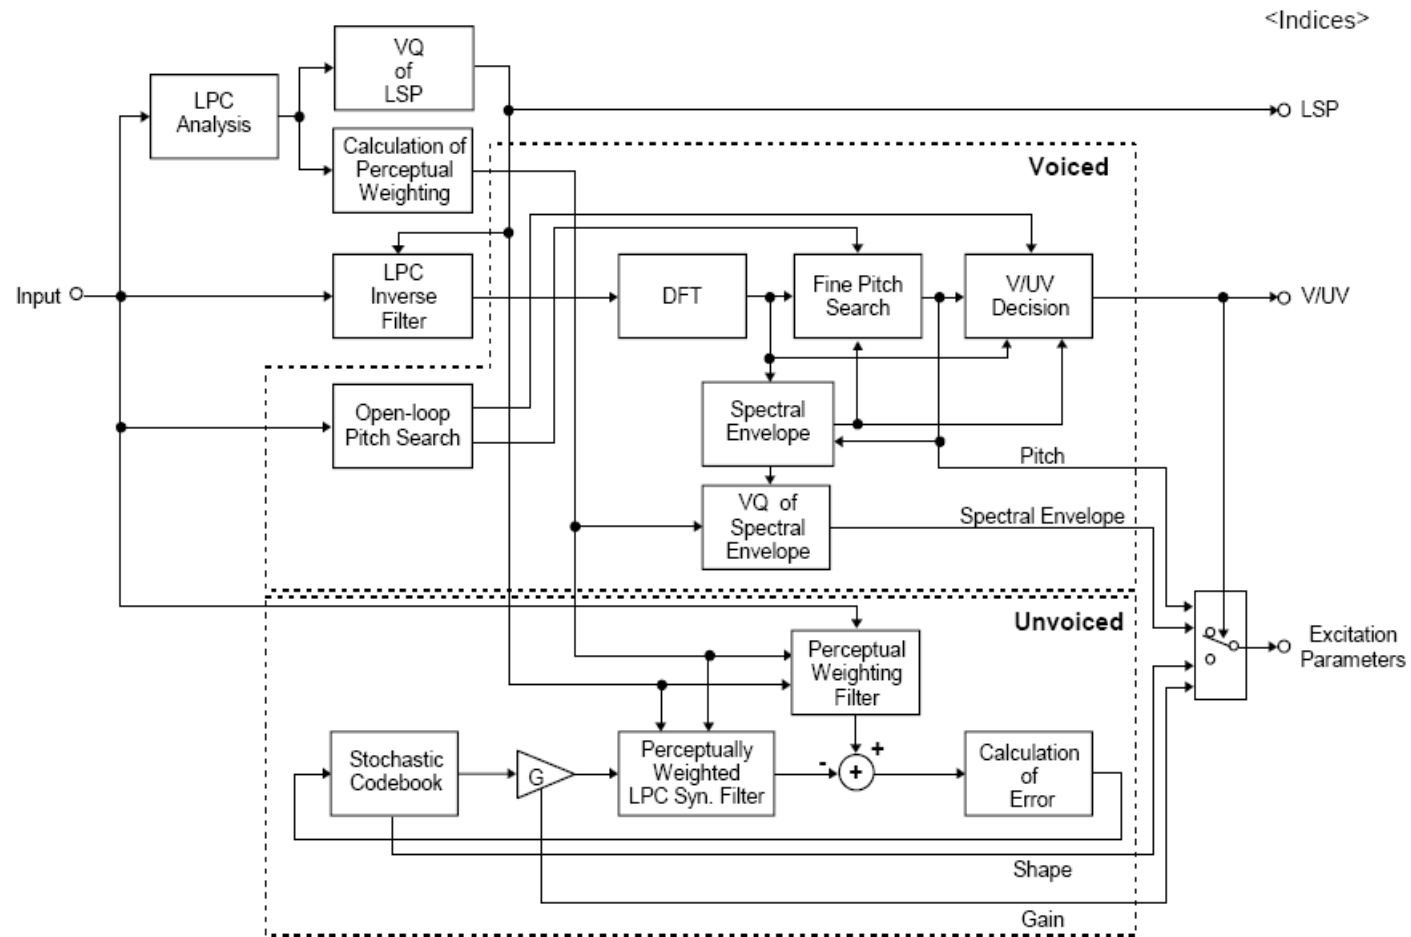 <Indices>
VQ
of
LSP
LPC
Analysis
LSP
Calculation of
Perceptual
Weighting
Voiced
Input
LPC
Inverse
Filter
DFT
Fine Pitch
Search
V/UV
Decision
V/UV
Open-loop
Pitch Search
Spectral
Envelope
Pitch
VQ of
Spectral
Envelope
Spectral Envelope
Unvoiced
Perceptual
Weighting
Filter
Excitation
Parameters
Stochastic
Codebook
G
Perceptually
Weighted
LPC Syn. Filter
-
+
+
Calculation
of
Error
Shape
Gain